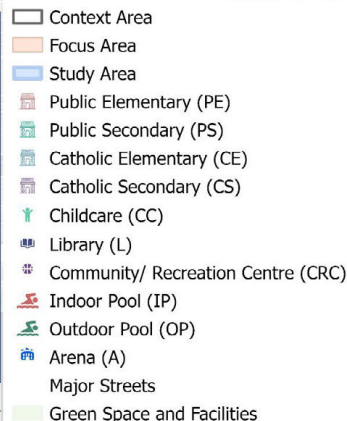 Context Area
Focus Area
Study Area
Public Elementary (PE)
Public Secondary (PS)
Catholic Elementary (CE)
Catholic Secondary (CS)
Childcare (CC)
Library (L)
Community/ Recreation Centre (CRC)
Indoor Pool (IP)
Outdoor Pool (OP)
Arena (A)
Major Streets
Green Space and Facilities